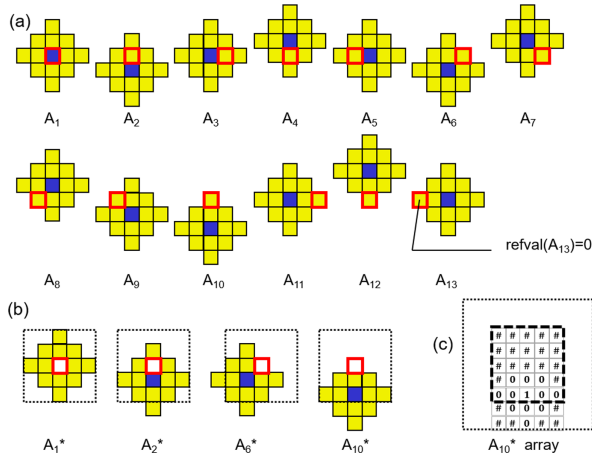 (a)
A1 A2 A3 A4 A5 A6 A7
A8 A9 A10 A11 A12 A13
refval(A13)=0
(b)
A1* A2* A6* A10*
(c)
# # # # #
# # # # #
# # # # #
# 0 0 0 #
0 0 1 0 0
# 0 0 0 #
# # 0 # #
A10* array